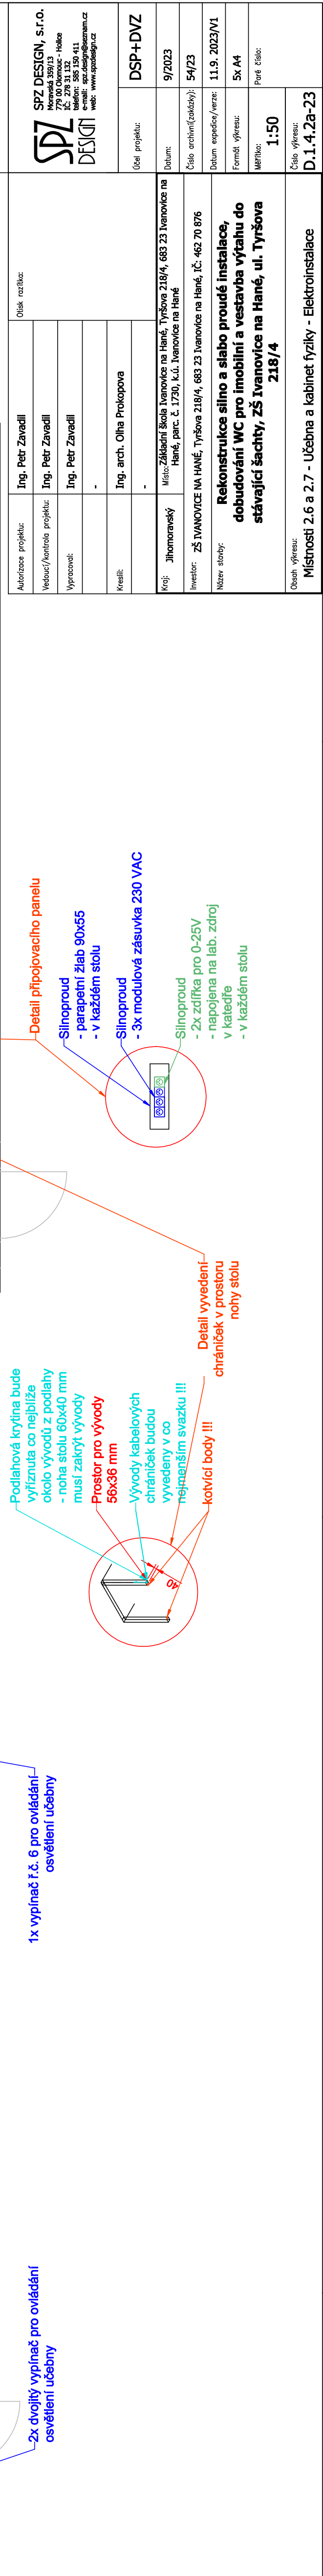 2x dvojitý vypínač pro ovládání
osvětlení učebny
1x vypínač ř.č. 6 pro ovládání
osvětlení učebny
Podlahová krytina bude
vyříznuta co nejblíže
okolo vývodů z podlahy
- noha stolu 60x40 mm
musí zakrýt vývody
Prostor pro vývody
56x36 mm
Vývody kabelových
chrániček budou
vyvedeny v co
nejmenším svazku !!!
kotvící body !!!
40
Detail vyvedení
chrániček v prostoru
nohy stolu
Detail připojovacího panelu
Silnoproud
- parapetní žlab 90x55
- v každém stolu
Silnoproud
- 3x modulová zásuvka 230 VAC
Silnoproud
- 2x zdířka pro 0-25V
- napojena na lab. zdroj
v katedře
- v každém stolu
Autorizace projektu:
Ing. Petr Zavadil
Vedoucí/kontrola projektu:
Ing. Petr Zavadil
Vypracoval:
Ing. Petr Zavadil
-
Kreslil:
Ing. arch. Olha Prokopova
-
Otisk razítka:
SPZ
DESIGN
SPZ DESIGN, s.r.o.
Moravská 359/13
779 00 Olomouc - Holice
IČ: 278 31 132
telefon: 585 150 411
e-mail: spz.design@seznam.cz
web: www.spzdesign.cz
Účel projektu:
DSP+DVZ
Kraj:
Jihomoravský
Místo:
Základní škola Ivanovice na Hané, Tyršova 218/4, 683 23 Ivanovice na
Hané, parc. č. 1730, k.ú. Ivanovice na Hané
Datum:
9/2023
Investor:
ZŠ IVANOVICE NA HANÉ, Tyršova 218/4, 683 23 Ivanovice na Hané, IČ: 462 70 876
Číslo archivní(zakázky):
54/23
Název stavby:
Rekonstrukce silno a slabo proudé instalace,
dobudování WC pro imobilní a vestavba výtahu do
stávající šachty, ZŠ Ivanovice na Hané, ul. Tyršova
218/4
Datum expedice/verze:
11.9. 2023/V1
Formát výkresu:
5x A4
Měřítko:
1:50
Paré číslo:
Obsah výkresu:
Místnosti 2.6 a 2.7 - Učebna a kabinet fyziky - Elektroinstalace
Číslo výkresu:
D.1.4.2a-23